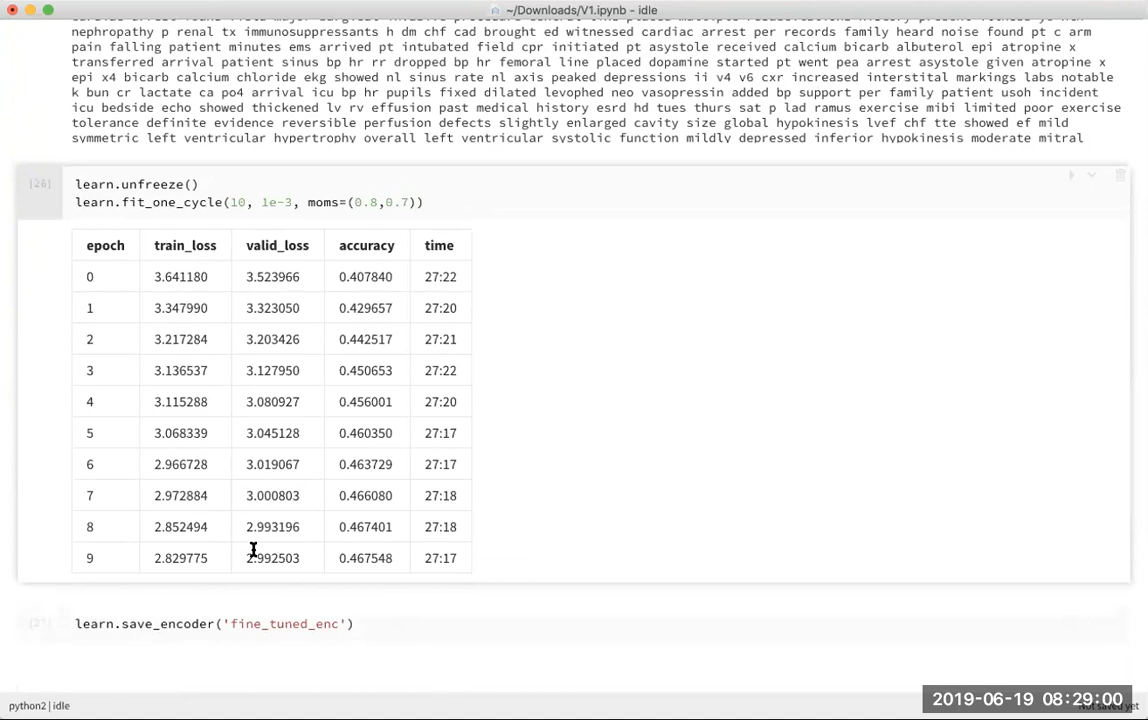 ~/Downloads/V1.ipynb - idle
nephropathy p renal tx immunosuppressants h dm chf cad brought ed witnessed cardiac arrest per records family heard noise found pt c arm
pain falling patient minutes ems arrived pt intubated field cpr initiated pt asystole received calcium bicarb albuterol epi atropine x
transferred arrival patient sinus bp hr rr dropped bp hr femoral line placed dopamine started pt went pea arrest asystole given atropine x
epi x4 bicarb calcium chloride ekg showed nl sinus rate nl axis peaked depressions ii v4 v6 cxr increased interstital markings labs notable
k bun cr lactate ca po4 arrival icu bp hr pupils fixed dilated levophed neo vasopressin added bp support per family patient usoh incident
icu bedside echo showed thickened lv rv effusion past medical history esrd hd tues thurs sat p lad ramus exercise mibi limited poor exercise
tolerance definite evidence reversible perfusion defects slightly enlarged cavity size global hypokinesis lvef chf tte showed ef mild
symmetric left ventricular hypertrophy overall left ventricular systolic function mildly depressed inferior hypokinesis moderate mitral
[26]
learn.unfreeze()
learn.fit_one_cycle(10, 1e-3, moms=(0.8,0.7))
epoch train_loss valid_loss accuracy time
0 3.641180 3.523966 0.407840 27:22
1 3.347990 3.323050 0.429657 27:20
2 3.217284 3.203426 0.442517 27:21
3 3.136537 3.127950 0.450653 27:22
4 3.115288 3.080927 0.456001 27:20
5 3.068339 3.045128 0.460350 27:17
6 2.966728 3.019067 0.463729 27:17
7 2.972884 3.000803 0.466080 27:18
8 2.852494 2.993196 0.467401 27:18
9 2.829775 2.992503 0.467548 27:17
[27] learn.save_encoder('fine_tuned_enc')
python2 | idle
2019-06-19 08:29:00
Not saved yet